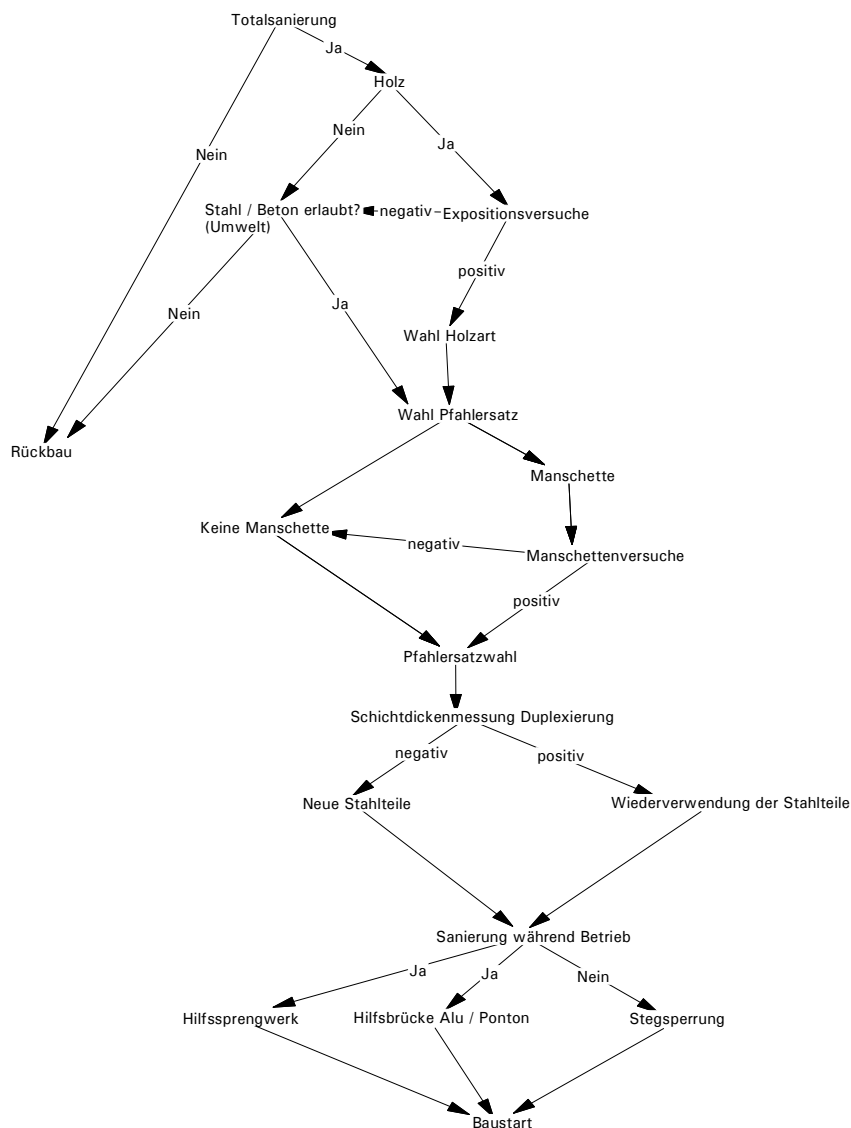 Totalsanierung
Ja
Holz
Nein
Ja
Nein
Stahl / Beton erlaubt?
(Umwelt)
negativ
Expositionsversuche
positiv
Nein
Ja
Wahl Holzart
Wahl Pfahlersatz
Rückbau
Manschette
Keine Manschette
negativ
Manschettenversuche
positiv
Pfahlersatzwahl
Schichtdickenmessung Duplexierung
negativ
positiv
Neue Stahlteile
Wiederverwendung der Stahlteile
Sanierung während Betrieb
Ja
Ja
Nein
Hilfssprengwerk
Hilfsbrücke Alu / Ponton
Stegsperrung
Baustart